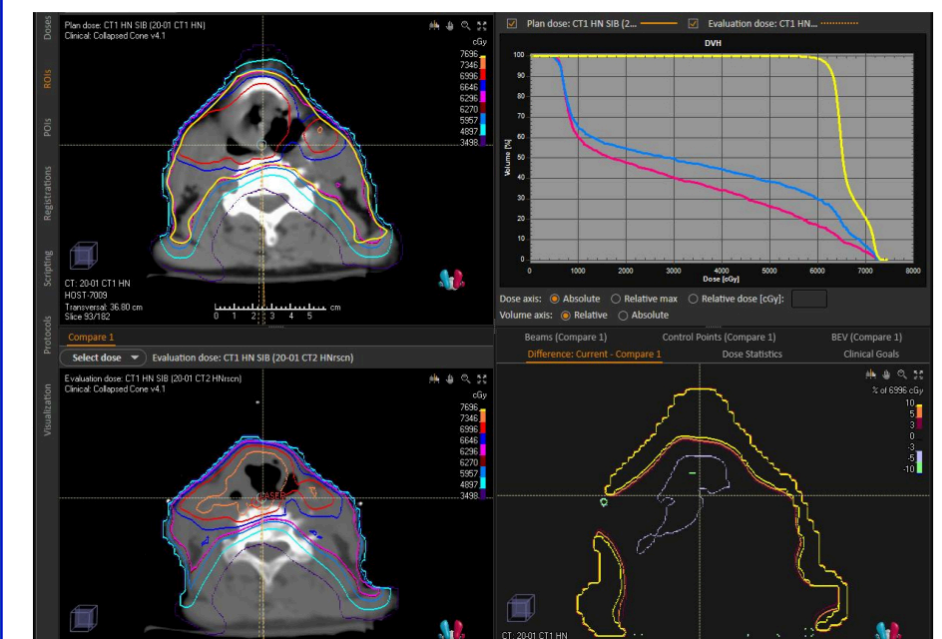 Doses
ROIs
POIs
Registrations
Scripting
Protocols
Visualization
Plan dose: CT1 HN SIB (20-01 CT1 HN)
Clinical: Collapsed Cone v4.1
cGy
7696
7346
6996
6646
6296
6270
5957
4897
3498
CT: 20-01 CT1 HN
HOST-7009
Transversal: 36.80 cm
Slice 93/182
0 1 2 3 4 5 cm
Plan dose: CT1 HN SIB (2...
Evaluation dose: CT1 HN...
DVH
Volume [%]
100
90
80
70
60
50
40
30
20
10
0
0 1000 2000 3000 4000 5000 6000 7000 8000
Dose [cGy]
Dose axis: Absolute Relative max Relative dose [cGy]:
Volume axis: Relative Absolute
Compare 1
Select dose Evaluation dose: CT1 HN SIB (20-01 CT2 HNrscn)
Evaluation dose: CT1 HN SIB (20-01 CT2 HNrscn)
Clinical: Collapsed Cone v4.1
cGy
7696
7346
6996
6646
6296
6270
5957
4897
3498
Beams (Compare 1) Control Points (Compare 1) BEV (Compare 1)
Difference: Current - Compare 1 Dose Statistics Clinical Goals
% of 6996 cGy
10
5
3
0
-3
-5
-10
CT: 20-01 CT1 HN